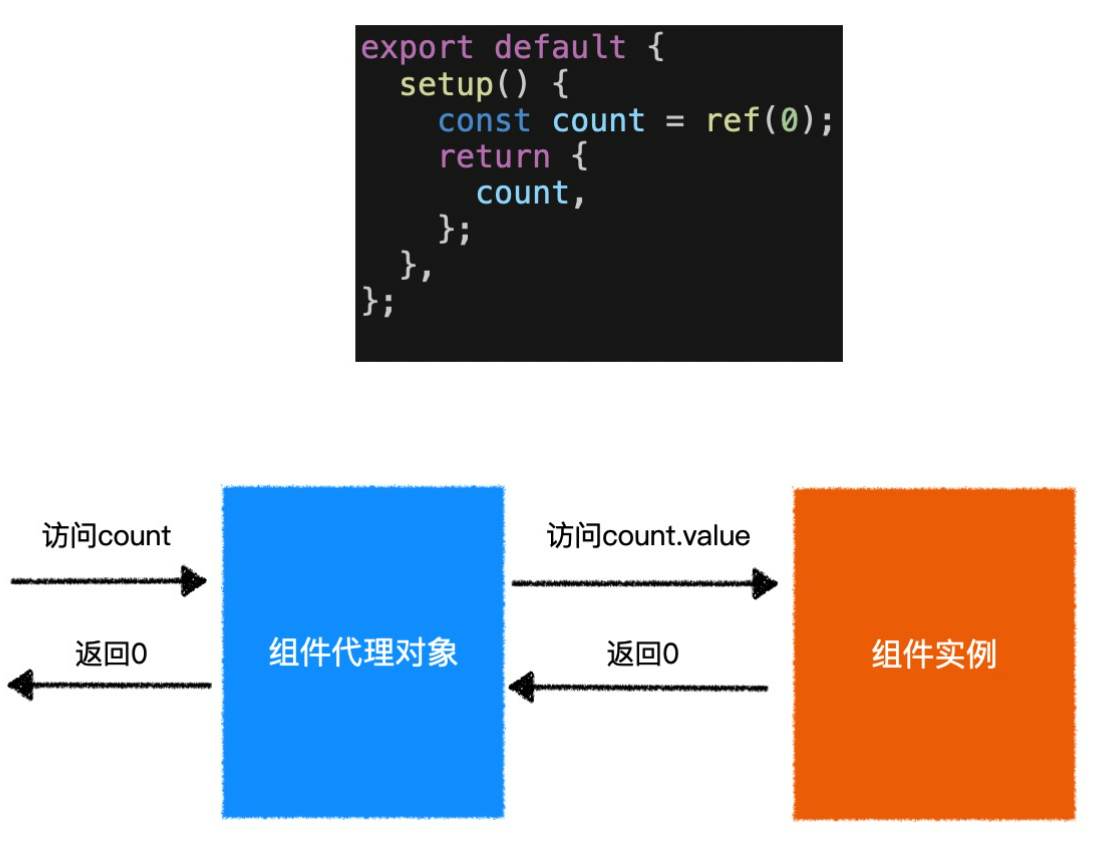 export default {
  setup() {
    const count = ref(0);
    return {
      count,
    };
  },
};
访问count
访问count.value
返回0
返回0
组件代理对象
组件实例